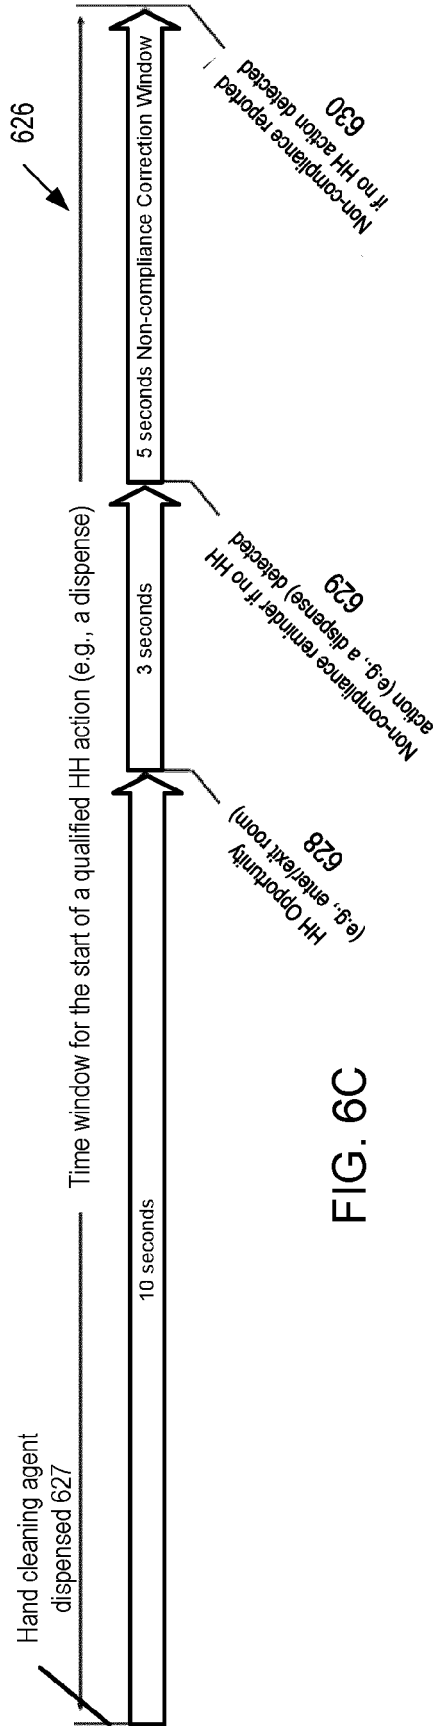 626
Time window for the start of a qualified HH action (e.g., a dispense)
Hand cleaning agent
dispensed 627
10 seconds
3 seconds
5 seconds Non-compliance Correction Window
HH Opportunity
(e.g., enter/exit room)
628
Non-compliance reminder if no HH
action (e.g., a dispense) detected
629
Non-compliance reported
if no HH action detected
630
FIG. 6C